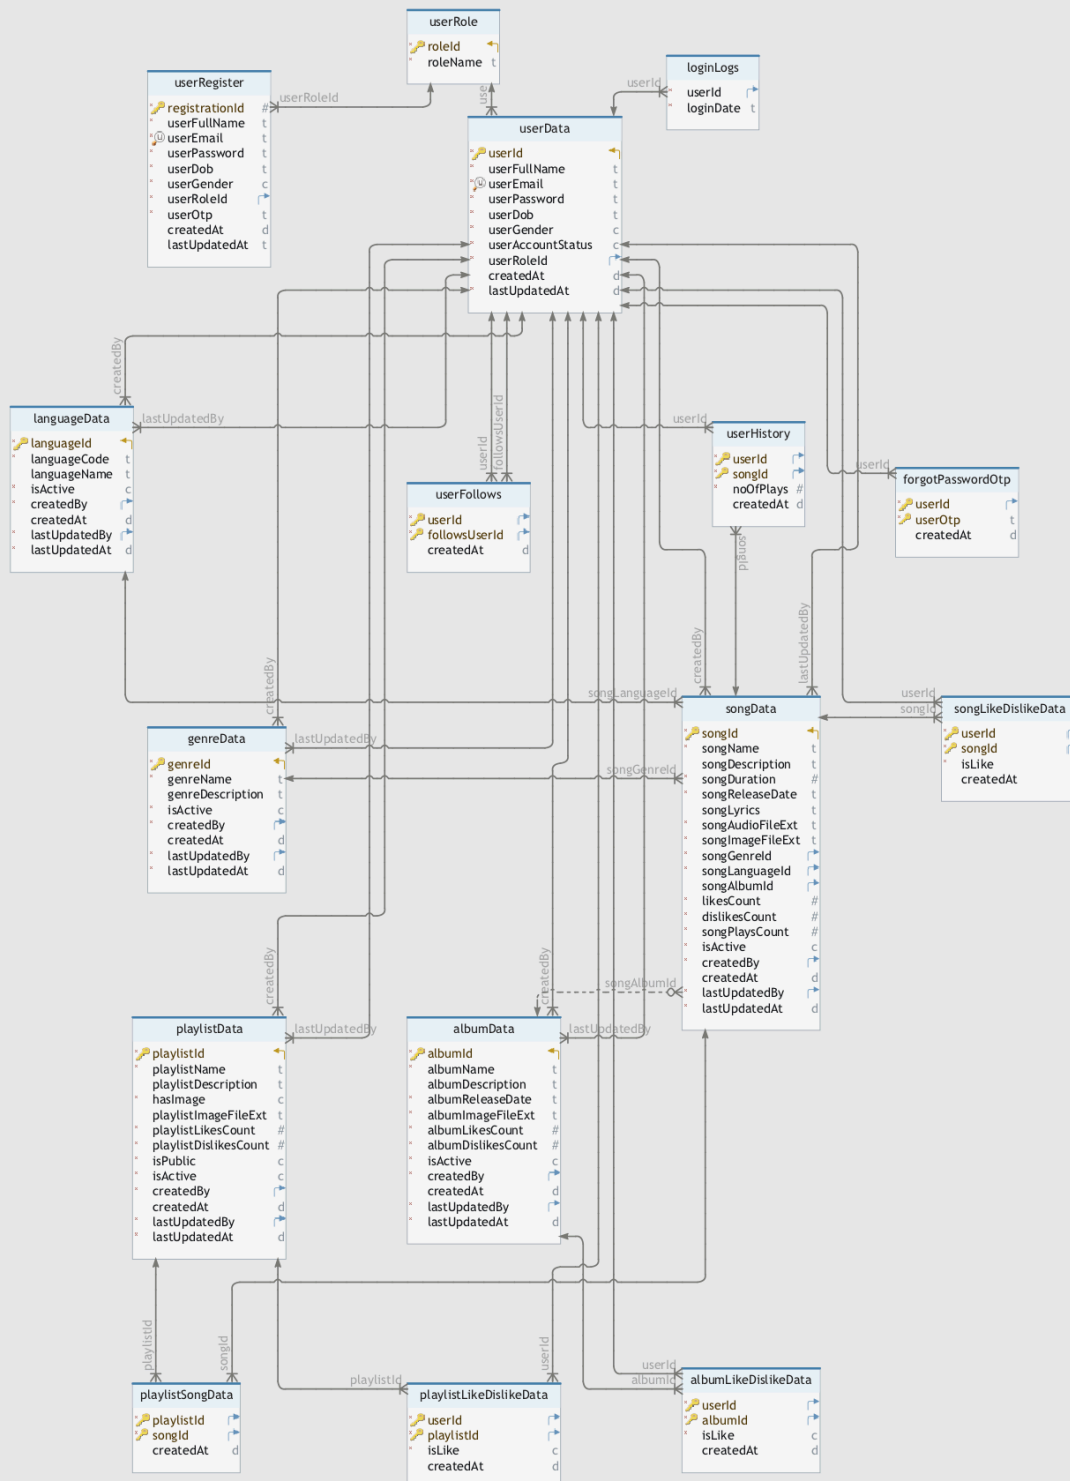 userRole
roleId
roleName t
loginLogs
userId
loginDate t
userId
userRegister
registrationId #
userFullName t
userEmail t
userPassword t
userDob t
userGender c
userRoleId
userOtp t
createdAt d
lastUpdatedAt t
userRoleId
use
userData
userId
userFullName t
userEmail t
userPassword t
userDob t
userGender c
userAccountStatus c
userRoleId
createdAt d
lastUpdatedAt d
createdBy
languageData
languageId
languageCode t
languageName t
isActive c
createdBy
createdAt d
lastUpdatedBy
lastUpdatedAt d
lastUpdatedBy
userId
followsUserId
userFollows
userId
followsUserId
createdAt d
userId
userHistory
userId
songId
noOfPlays #
createdAt d
songId
userId
forgotPasswordOtp
userId
userOtp t
createdAt d
createdBy
lastUpdatedBy
songLanguageId
songGenreId
songData
songId
songName t
songDescription t
songDuration #
songReleaseDate t
songLyrics t
songAudioFileExt t
songImageFileExt t
songGenreId
songLanguageId
songAlbumId
likesCount #
dislikesCount #
songPlaysCount #
isActive c
createdBy
createdAt d
lastUpdatedBy
lastUpdatedAt d
userId
songId
songLikeDislikeData
userId
songId
isLike
createdAt
createdBy
genreData
genreId
genreName t
genreDescription t
isActive c
createdBy
createdAt d
lastUpdatedBy
lastUpdatedAt d
lastUpdatedBy
createdBy
playlistData
playlistId
playlistName t
playlistDescription t
hasImage c
playlistImageFileExt t
playlistLikesCount #
playlistDislikesCount #
isPublic c
isActive c
createdBy
createdAt d
lastUpdatedBy
lastUpdatedAt d
lastUpdatedBy
createdBy
songAlbumId
albumData
albumId
albumName t
albumDescription t
albumReleaseDate t
albumImageFileExt t
albumLikesCount #
albumDislikesCount #
isActive c
createdBy
createdAt d
lastUpdatedBy
lastUpdatedAt d
lastUpdatedBy
playlistId
songId
playlistSongData
playlistId
songId
createdAt d
playlistId
userId
playlistLikeDislikeData
userId
playlistId
isLike c
createdAt d
userId
albumId
albumLikeDislikeData
userId
albumId
isLike c
createdAt d